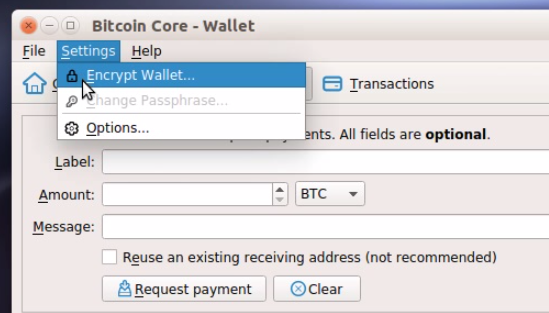 Bitcoin Core - Wallet
File Settings Help
Encrypt Wallet...
Transactions
Change Passphrase...
Options...
ents. All fields are optional.
Label:
Amount: BTC
Message:
Reuse an existing receiving address (not recommended)
Request payment Clear